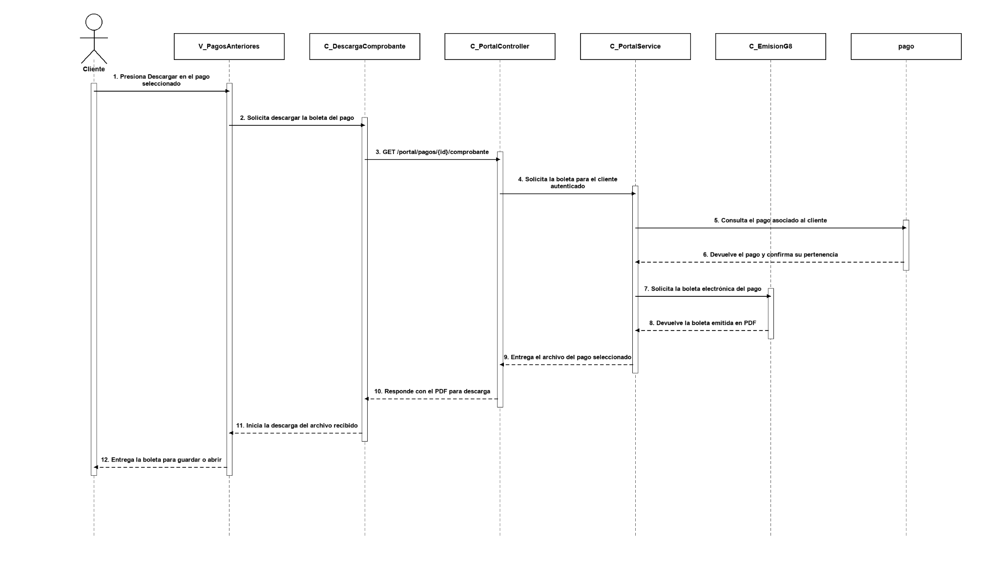 V_PagosAnteriores
C_DescargaComprobante
C_PortalController
C_PortalService
C_EmisionG8
pago
Cliente
1. Presiona Descargar en el pago
seleccionado
2. Solicita descargar la boleta del pago
3. GET /portal/pagos/{id}/comprobante
4. Solicita la boleta para el cliente
autenticado
5. Consulta el pago asociado al cliente
6. Devuelve el pago y confirma su pertenencia
7. Solicita la boleta electrónica del pago
8. Devuelve la boleta emitida en PDF
9. Entrega el archivo del pago seleccionado
10. Responde con el PDF para descarga
11. Inicia la descarga del archivo recibido
12. Entrega la boleta para guardar o abrir